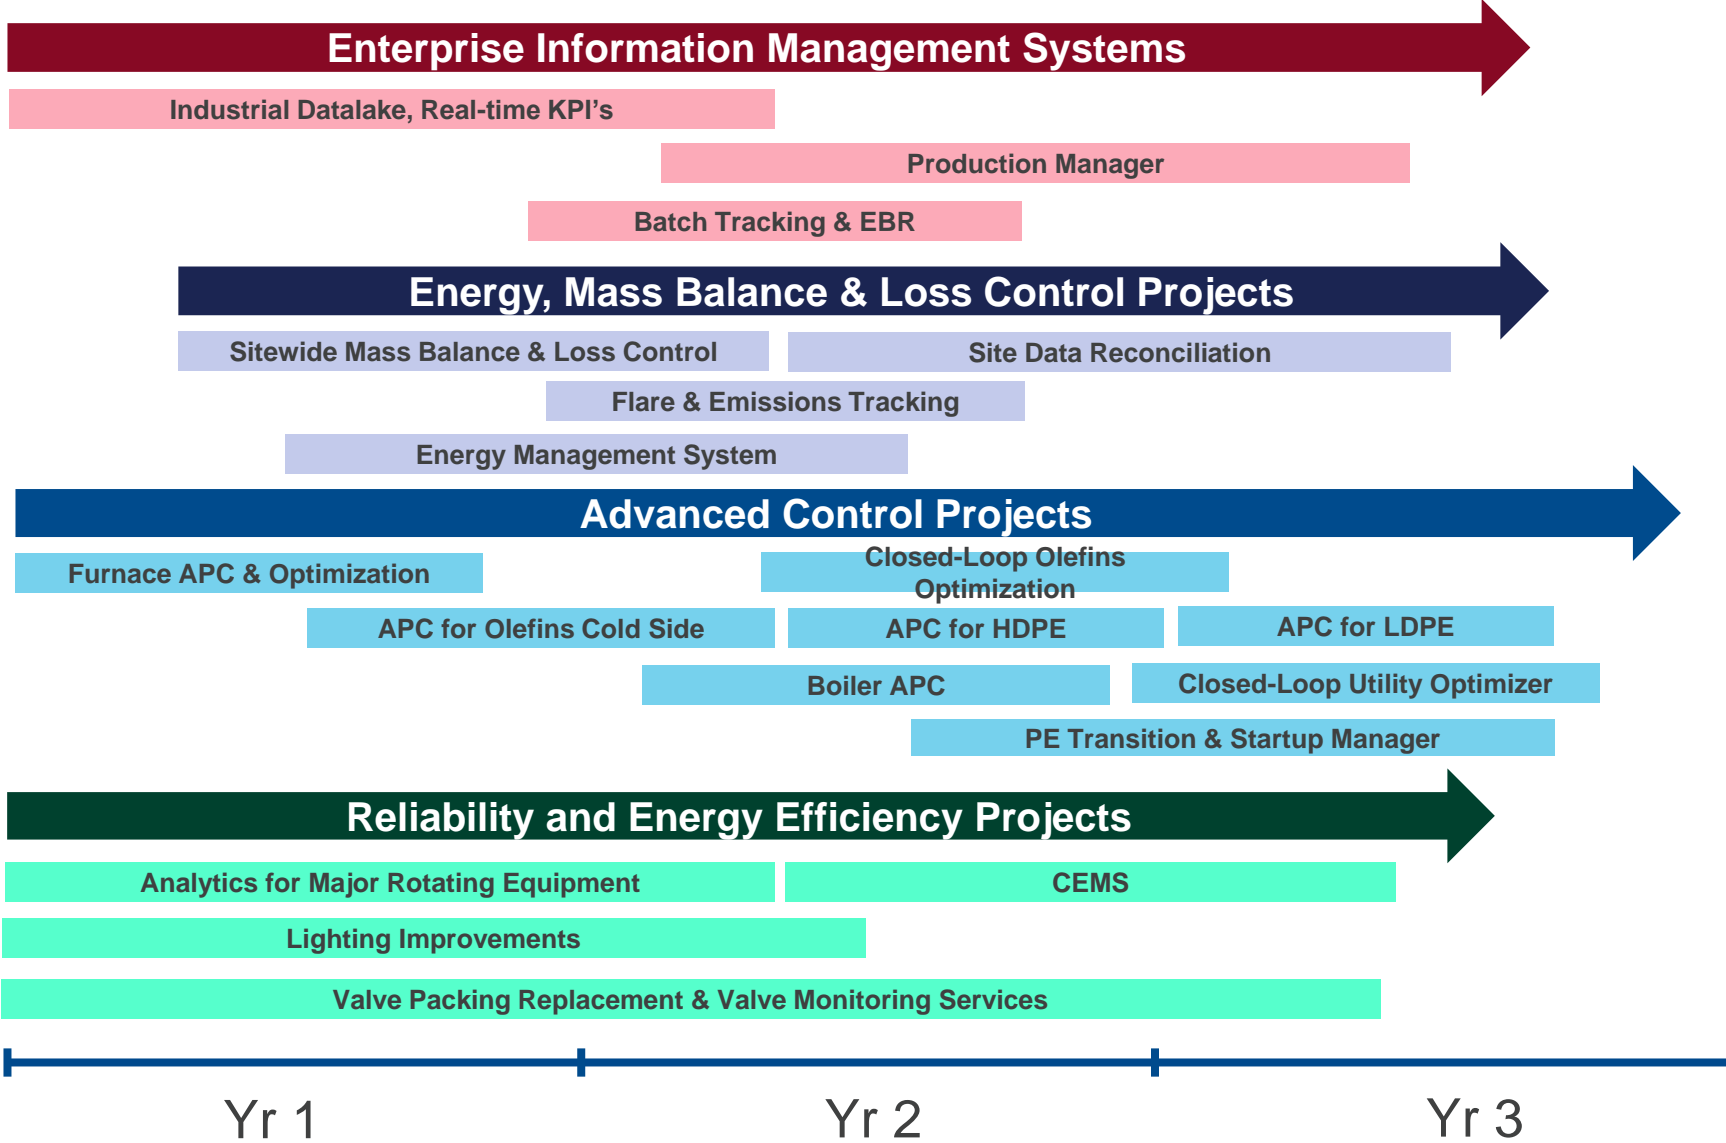 Enterprise Information Management Systems
Industrial Datalake, Real-time KPI’s
Production Manager
Batch Tracking & EBR
Energy, Mass Balance & Loss Control Projects
Sitewide Mass Balance & Loss Control
Site Data Reconciliation
Flare & Emissions Tracking
Energy Management System
Advanced Control Projects
Furnace APC & Optimization
Closed-Loop Olefins
Optimization
APC for Olefins Cold Side
APC for HDPE
APC for LDPE
Boiler APC
Closed-Loop Utility Optimizer
PE Transition & Startup Manager
Reliability and Energy Efficiency Projects
Analytics for Major Rotating Equipment
CEMS
Lighting Improvements
Valve Packing Replacement & Valve Monitoring Services
Yr 1
Yr 2
Yr 3